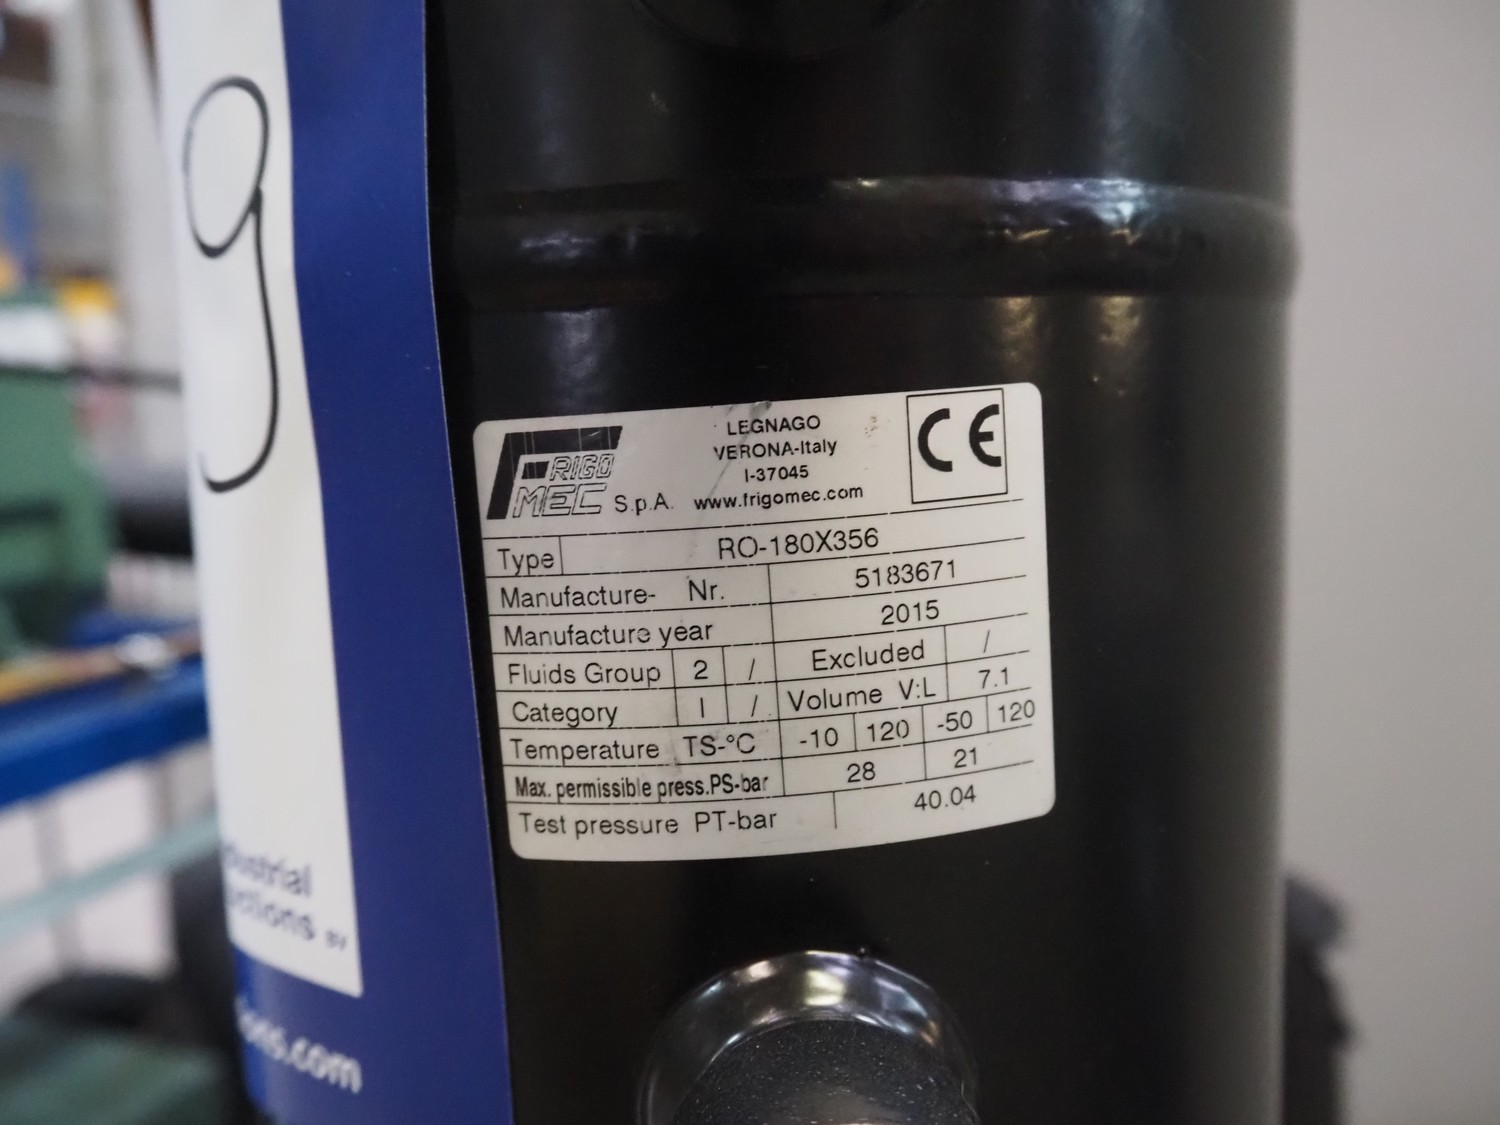 9
FRIGO
MEC S.p.A.
LEGNAGO
VERONA-Italy
I-37045
www.frigomec.com
CE
Type RO-180X356
Manufacture- Nr. 5183671
Manufacture year 2015
Fluids Group 2 / Excluded /
Category I / Volume V:L 7.1
Temperature TS-°C -10 120 -50 120
Max. permissible press.PS-bar 28 21
Test pressure PT-bar 40.04
BV